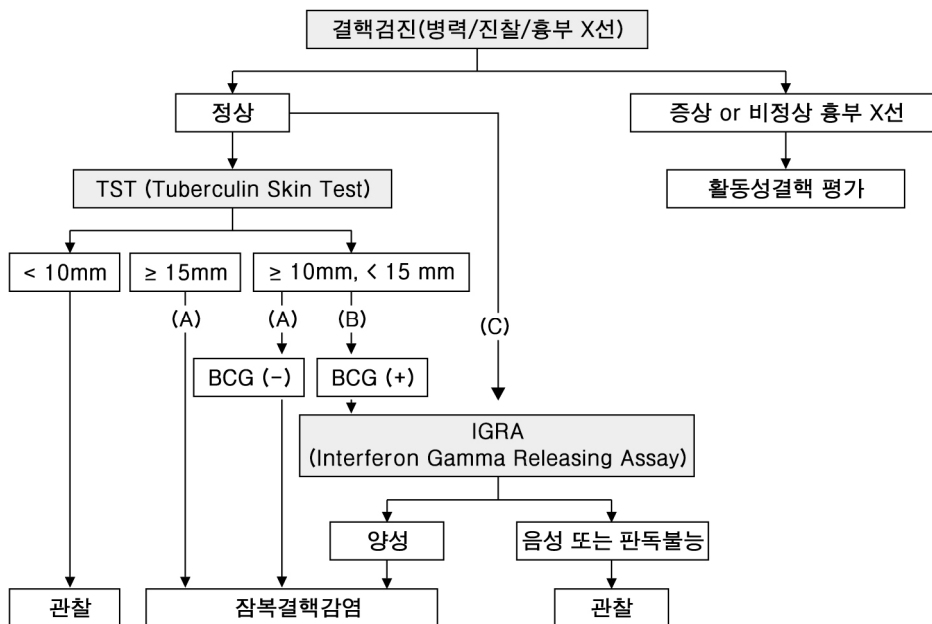 결핵검진(병력/진찰/흉부 X선)
정상
증상 or 비정상 흉부 X선
TST (Tuberculin Skin Test)
활동성결핵 평가
< 10mm
≥ 15mm
≥ 10mm, < 15 mm
(A)
(A)
(B)
(C)
BCG (-)
BCG (+)
IGRA
(Interferon Gamma Releasing Assay)
양성
음성 또는 판독불능
관찰
잠복결핵감염
관찰